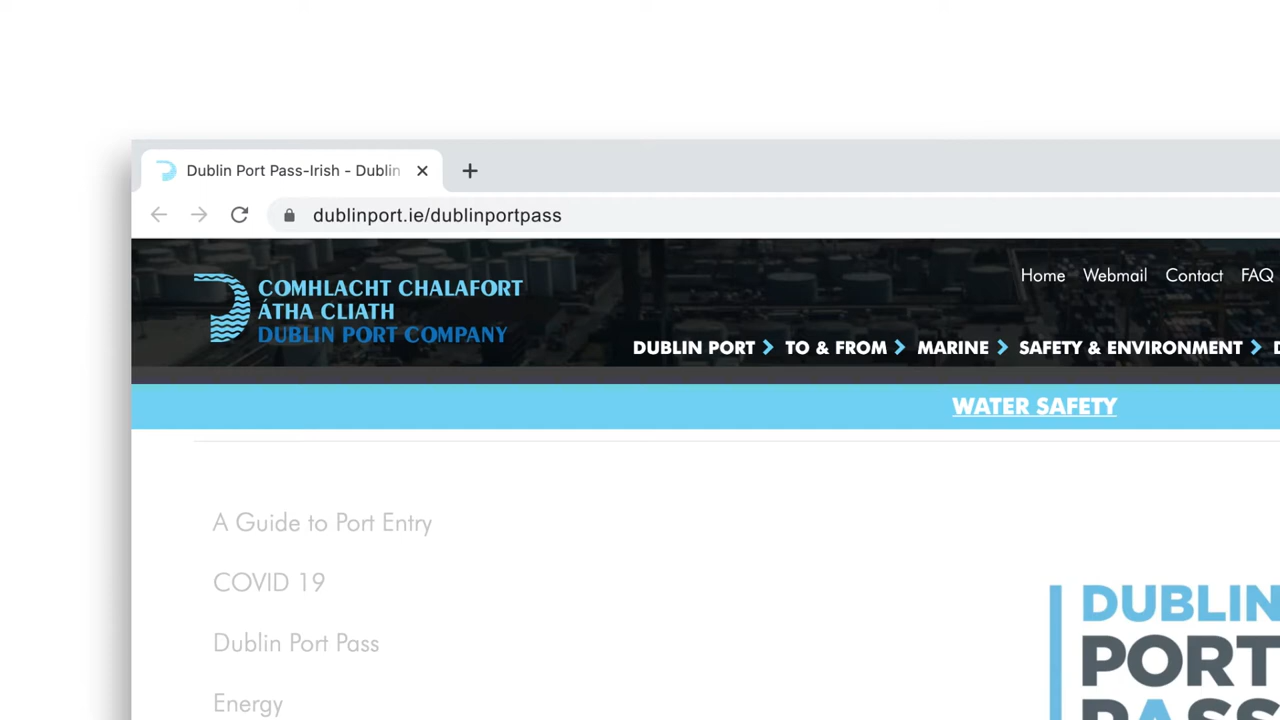 Dublin Port Pass-Irish - Dublin
dublinport.ie/dublinportpass
COMHLACHT CHALAFORT
ÁTHA CLIATH
DUBLIN PORT COMPANY
Home Webmail Contact FAQ
DUBLIN PORT TO & FROM MARINE SAFETY & ENVIRONMENT
WATER SAFETY
A Guide to Port Entry
COVID 19
Dublin Port Pass
Energy
DUBLIN
PORT
PASS